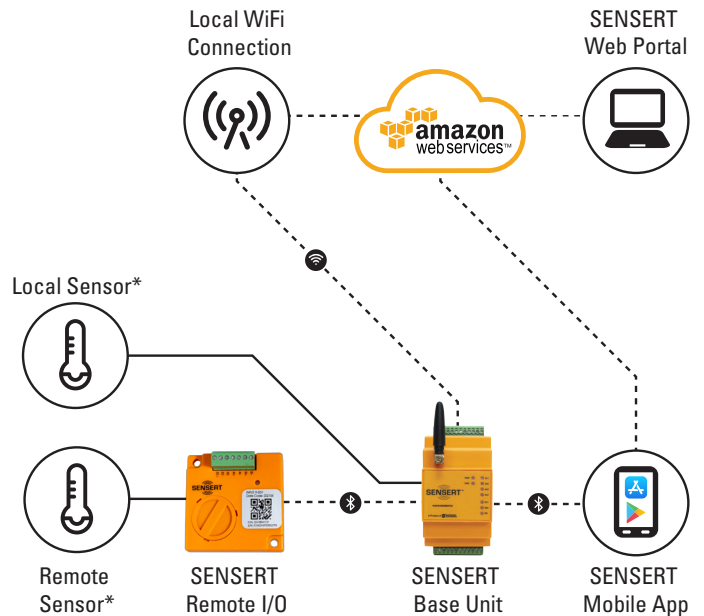 Local WiFi
Connection
SENSERT
Web Portal
amazon
web services™
Local Sensor*
SENSERT
SENSERT
Remote
Sensor*
SENSERT
Remote I/O
SENSERT
Base Unit
SENSERT
Mobile App